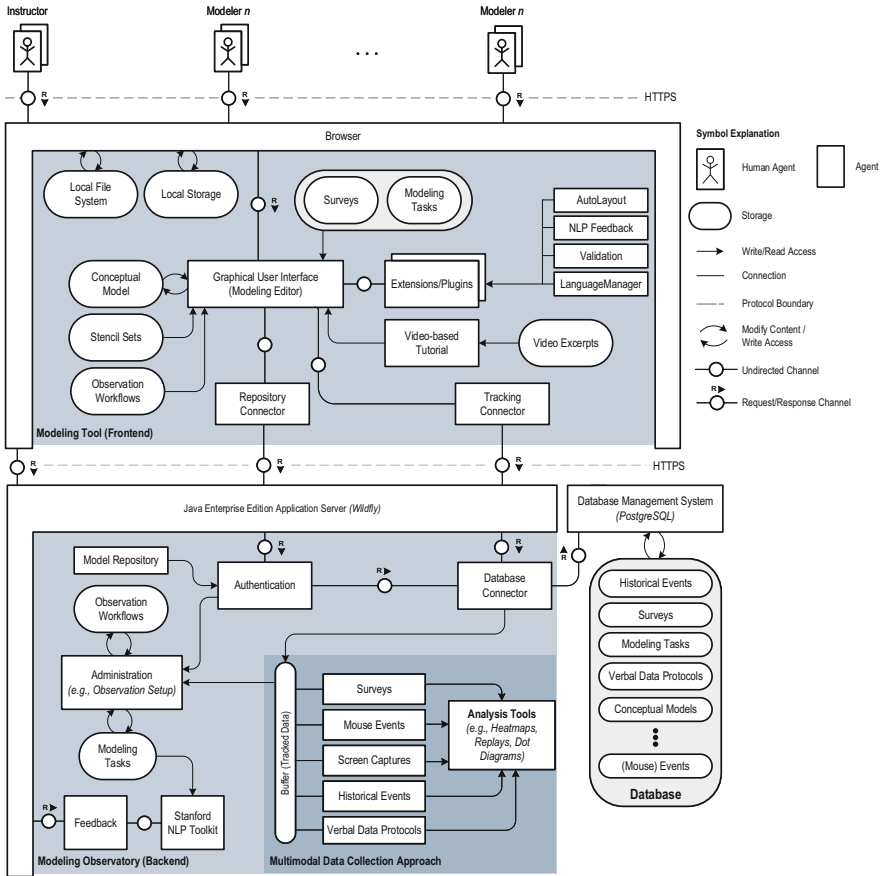 Instructor
Modeler n
Modeler n
...
R
R
R
HTTPS
Browser
Local File
System
Local Storage
R
Surveys
Modeling
Tasks
AutoLayout
NLP Feedback
Validation
LanguageManager
Conceptual
Model
Graphical User Interface
(Modeling Editor)
Extensions/Plugins
Stencil Sets
Video-based
Tutorial
Video Excerpts
Observation
Workflows
Repository
Connector
Tracking
Connector
Modeling Tool (Frontend)
Symbol Explanation
Human Agent
Agent
Storage
Write/Read Access
Connection
Protocol Boundary
Modify Content /
Write Access
Undirected Channel
R
Request/Response Channel
R
R
R
HTTPS
Java Enterprise Edition Application Server (Wildfly)
Database Management System
(PostgreSQL)
R
R
R
Model Repository
Authentication
R
Database
Connector
Observation
Workflows
Administration
(e.g., Observation Setup)
Modeling
Tasks
R
Feedback
Stanford
NLP Toolkit
Modeling Observatory (Backend)
Buffer (Tracked Data)
Surveys
Mouse Events
Screen Captures
Historical Events
Verbal Data Protocols
Analysis Tools
(e.g., Heatmaps,
Replays, Dot
Diagrams)
Multimodal Data Collection Approach
Historical Events
Surveys
Modeling Tasks
Verbal Data Protocols
Conceptual Models
(Mouse) Events
Database